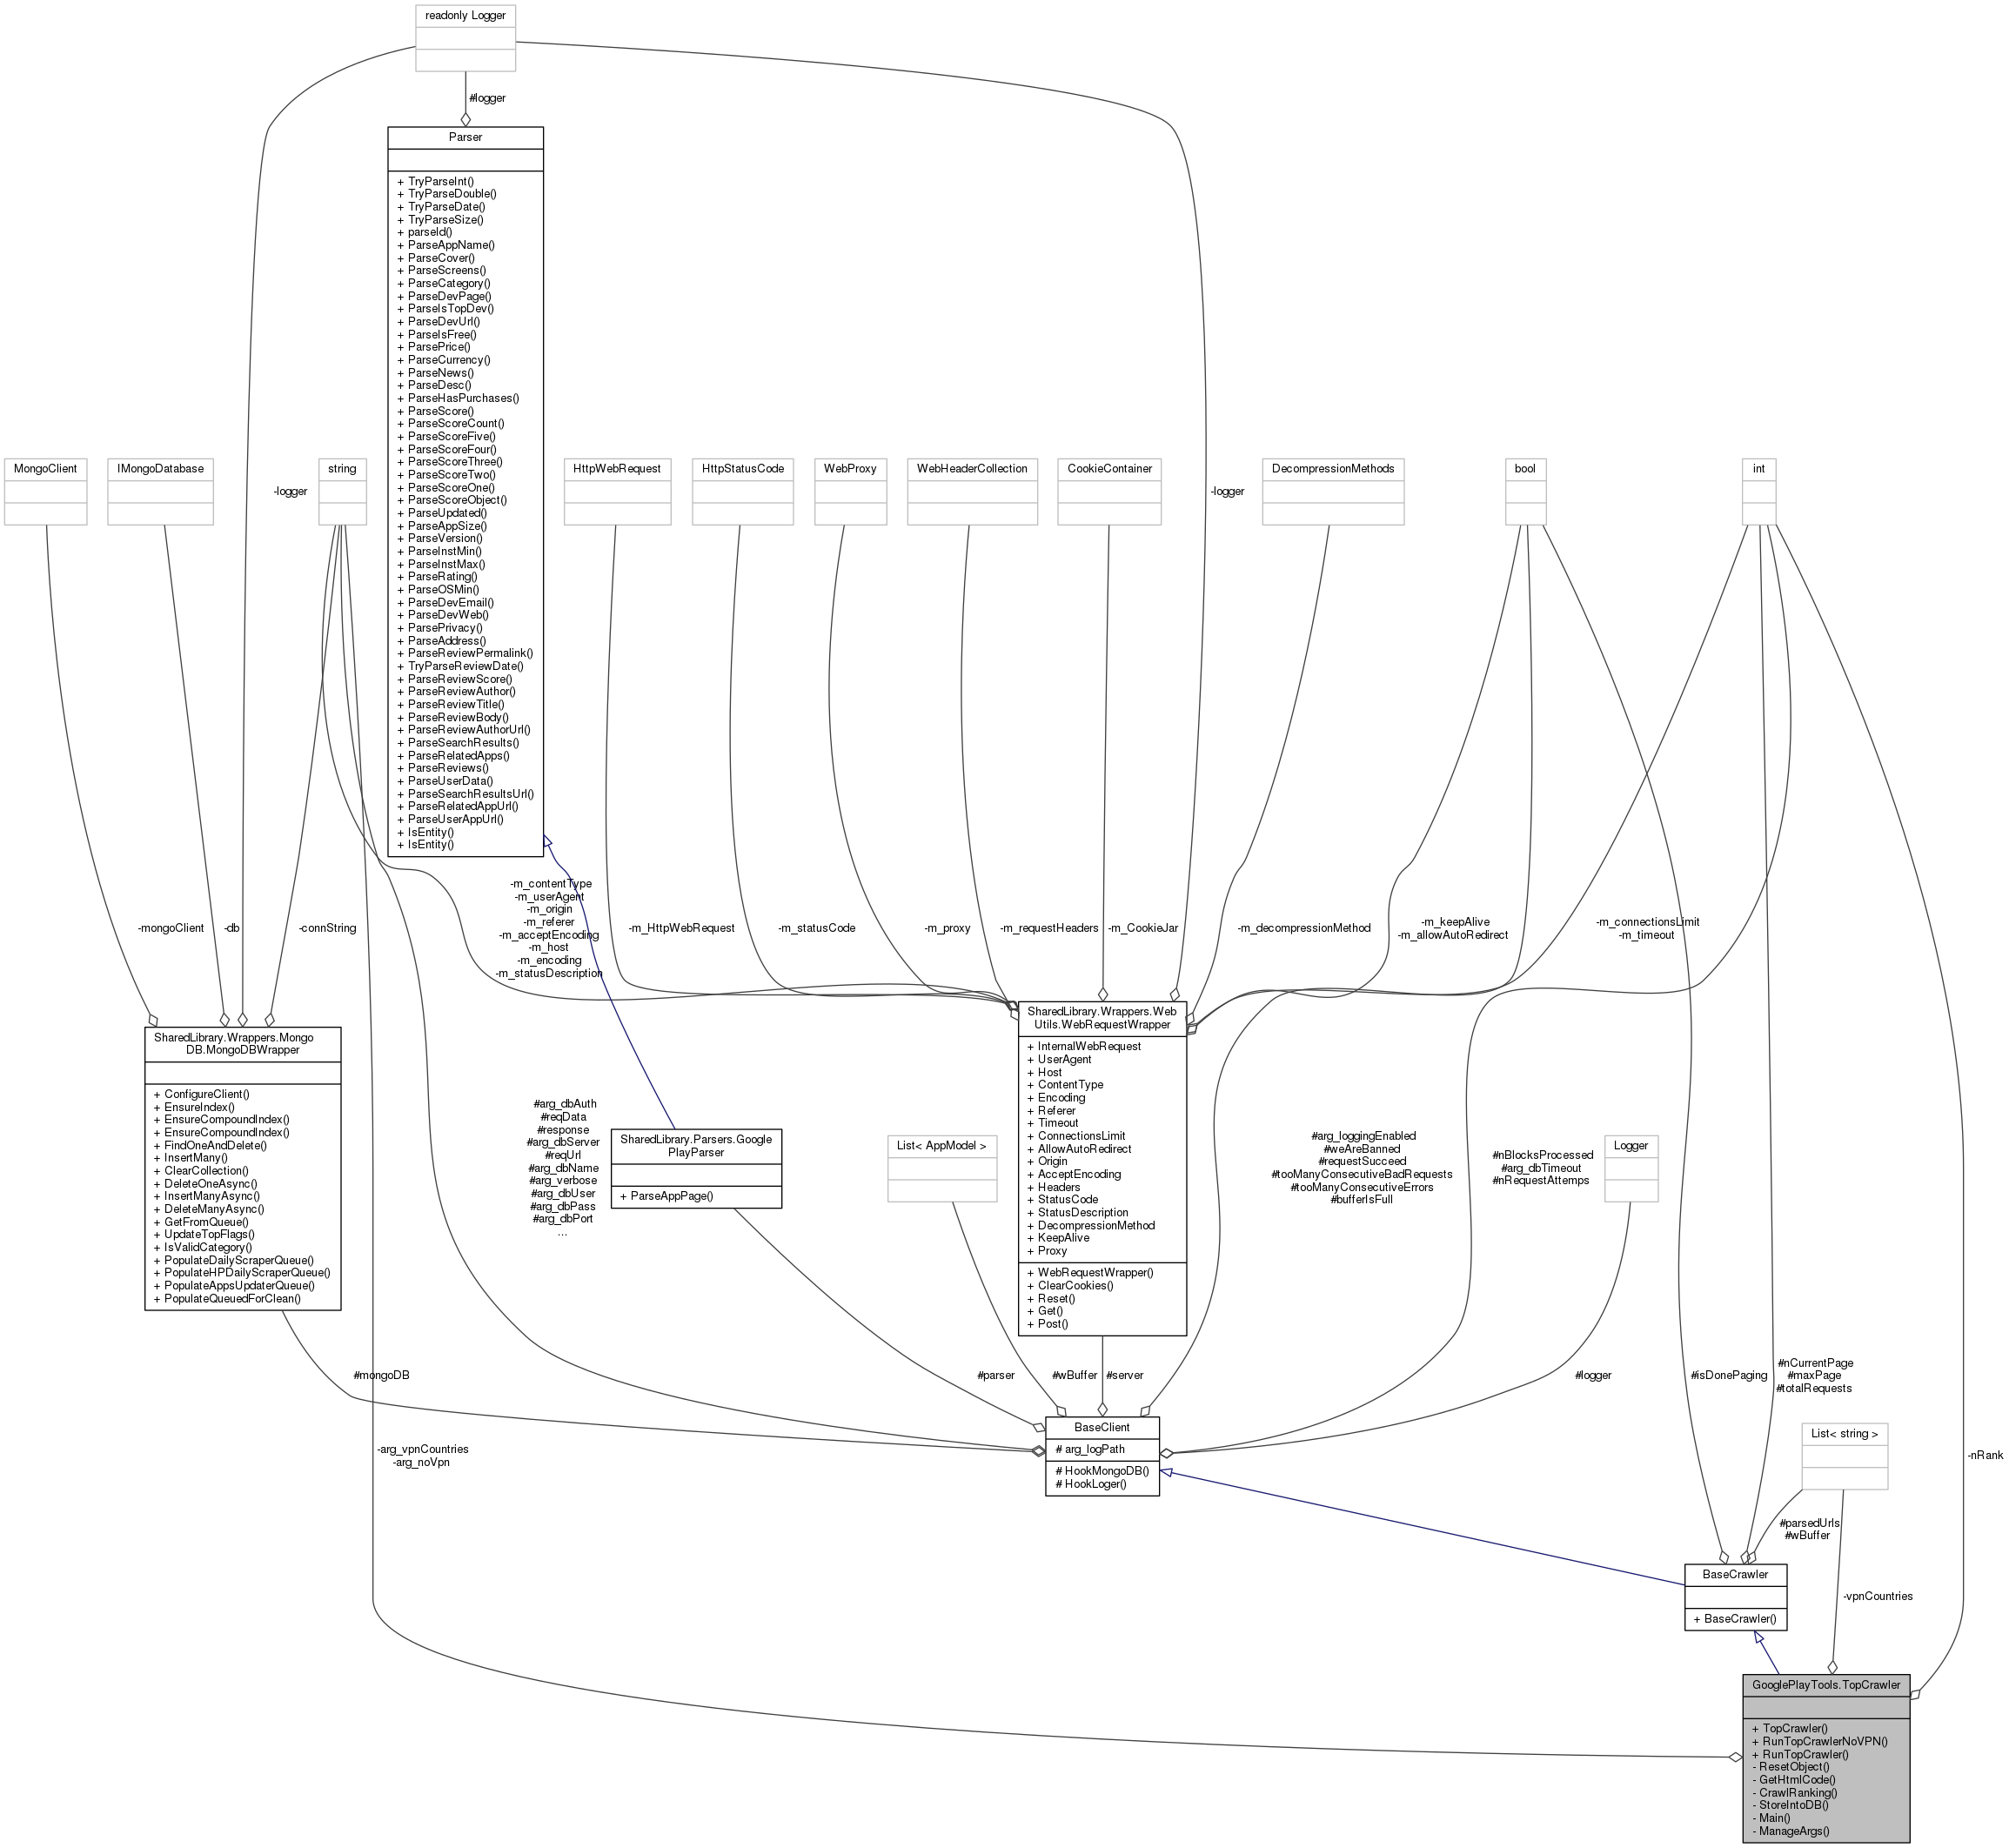 readonly Logger
#logger
Parser
+ TryParseInt()
+ TryParseDouble()
+ TryParseDate()
+ TryParseSize()
+ parseId()
+ ParseAppName()
+ ParseCover()
+ ParseScreens()
+ ParseCategory()
+ ParseDevPage()
+ ParseIsTopDev()
+ ParseDevUrl()
+ ParseIsFree()
+ ParsePrice()
+ ParseCurrency()
+ ParseNews()
+ ParseDesc()
+ ParseHasPurchases()
+ ParseScore()
+ ParseScoreCount()
+ ParseScoreFive()
+ ParseScoreFour()
+ ParseScoreThree()
+ ParseScoreTwo()
+ ParseScoreOne()
+ ParseScoreObject()
+ ParseUpdated()
+ ParseAppSize()
+ ParseVersion()
+ ParseInstMin()
+ ParseInstMax()
+ ParseRating()
+ ParseOSMin()
+ ParseDevEmail()
+ ParseDevWeb()
+ ParsePrivacy()
+ ParseAddress()
+ ParseReviewPermalink()
+ TryParseReviewDate()
+ ParseReviewScore()
+ ParseReviewAuthor()
+ ParseReviewTitle()
+ ParseReviewBody()
+ ParseReviewAuthorUrl()
+ ParseSearchResults()
+ ParseRelatedApps()
+ ParseReviews()
+ ParseUserData()
+ ParseSearchResultsUrl()
+ ParseRelatedAppUrl()
+ ParseUserAppUrl()
+ IsEntity()
+ IsEntity()
MongoClient
IMongoDatabase
string
HttpWebRequest
HttpStatusCode
WebProxy
WebHeaderCollection
CookieContainer
DecompressionMethods
bool
int
-logger
-logger
-mongoClient
-db
-connString
-m_contentType
-m_userAgent
-m_origin
-m_referer
-m_acceptEncoding
-m_host
-m_encoding
-m_statusDescription
-m_HttpWebRequest
-m_statusCode
-m_proxy
-m_requestHeaders
-m_CookieJar
-m_decompressionMethod
-m_keepAlive
-m_allowAutoRedirect
-m_connectionsLimit
-m_timeout
SharedLibrary.Wrappers.Mongo
DB.MongoDBWrapper
+ ConfigureClient()
+ EnsureIndex()
+ EnsureCompoundIndex()
+ EnsureCompoundIndex()
+ FindOneAndDelete()
+ InsertMany()
+ ClearCollection()
+ DeleteOneAsync()
+ InsertManyAsync()
+ DeleteManyAsync()
+ GetFromQueue()
+ UpdateTopFlags()
+ IsValidCategory()
+ PopulateDailyScraperQueue()
+ PopulateHPDailyScraperQueue()
+ PopulateAppsUpdaterQueue()
+ PopulateQueuedForClean()
#arg_dbAuth
#reqData
#response
#arg_dbServer
#reqUrl
#arg_dbName
#arg_verbose
#arg_dbUser
#arg_dbPass
#arg_dbPort
...
SharedLibrary.Parsers.Google
PlayParser
+ ParseAppPage()
List< AppModel >
SharedLibrary.Wrappers.Web
Utils.WebRequestWrapper
+ InternalWebRequest
+ UserAgent
+ Host
+ ContentType
+ Encoding
+ Referer
+ Timeout
+ ConnectionsLimit
+ AllowAutoRedirect
+ Origin
+ AcceptEncoding
+ Headers
+ StatusCode
+ StatusDescription
+ DecompressionMethod
+ KeepAlive
+ Proxy
+ WebRequestWrapper()
+ ClearCookies()
+ Reset()
+ Get()
+ Post()
#arg_loggingEnabled
#weAreBanned
#requestSucceed
#tooManyConsecutiveBadRequests
#tooManyConsecutiveErrors
#bufferIsFull
#nBlocksProcessed
#arg_dbTimeout
#nRequestAttemps
Logger
#mongoDB
#parser
#wBuffer
#server
#logger
#isDonePaging
#nCurrentPage
#maxPage
#totalRequests
-arg_vpnCountries
-arg_noVpn
BaseClient
# arg_logPath
# HookMongoDB()
# HookLoger()
List< string >
-nRank
#parsedUrls
#wBuffer
BaseCrawler
+ BaseCrawler()
-vpnCountries
GooglePlayTools.TopCrawler
+ TopCrawler()
+ RunTopCrawlerNoVPN()
+ RunTopCrawler()
- ResetObject()
- GetHtmlCode()
- CrawlRanking()
- StoreIntoDB()
- Main()
- ManageArgs()